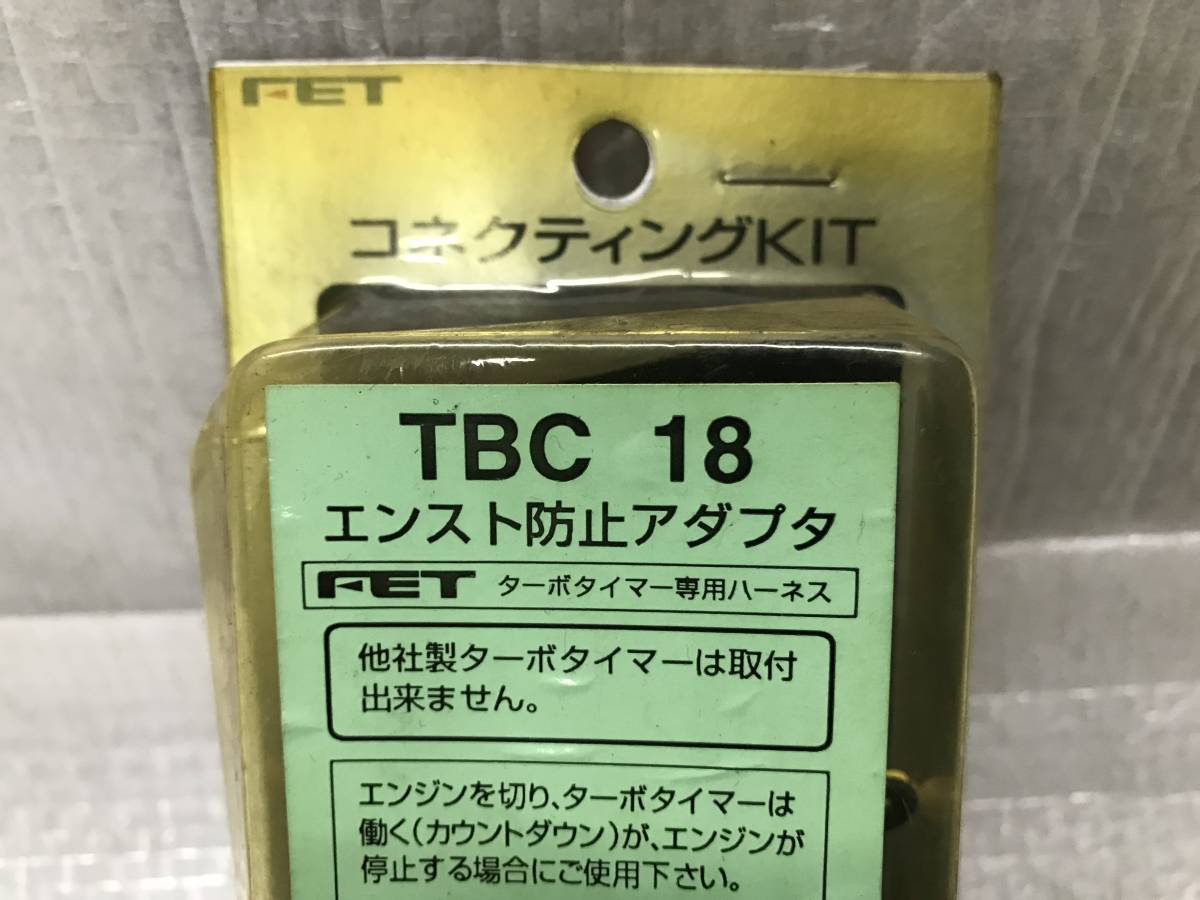 FET
コネクティングKIT
TBC 18
エンスト防止アダプタ
FET ターボタイマー専用ハーネス
他社製ターボタイマーは取付
出来ません。
エンジンを切り、ターボタイマーは
働く(カウントダウン)が、エンジンが
停止する場合にご使用下さい。